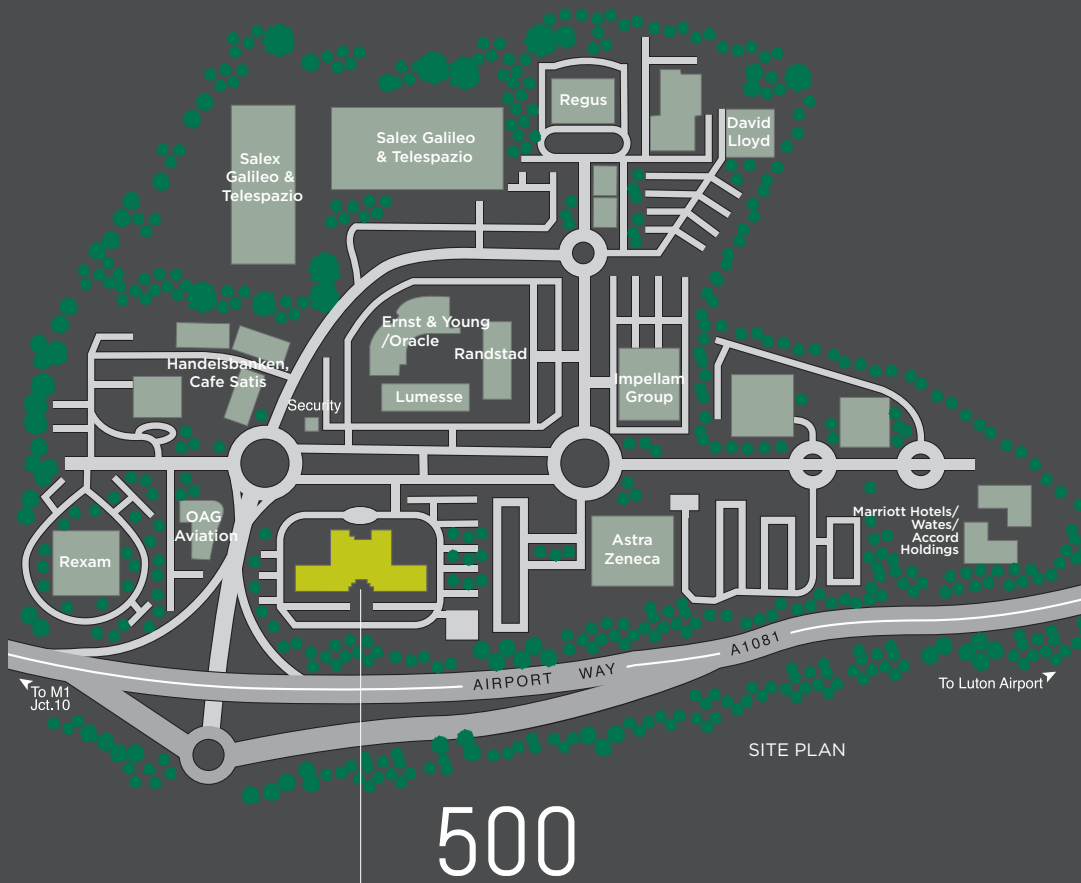 Regus
David
Lloyd
Salex Galileo
& Telespazio
Salex
Galileo &
Telespazio
Ernst & Young
/Oracle
Randstad
Handelsbanken,
Cafe Satis
Lumesse
Impellam
Group
Security
OAG
Aviation
Marriott Hotels/
Wates/
Accord
Holdings
Astra
Zeneca
Rexam
A1081
AIRPORT WAY
To M1
Jct.10
To Luton Airport
SITE PLAN
500